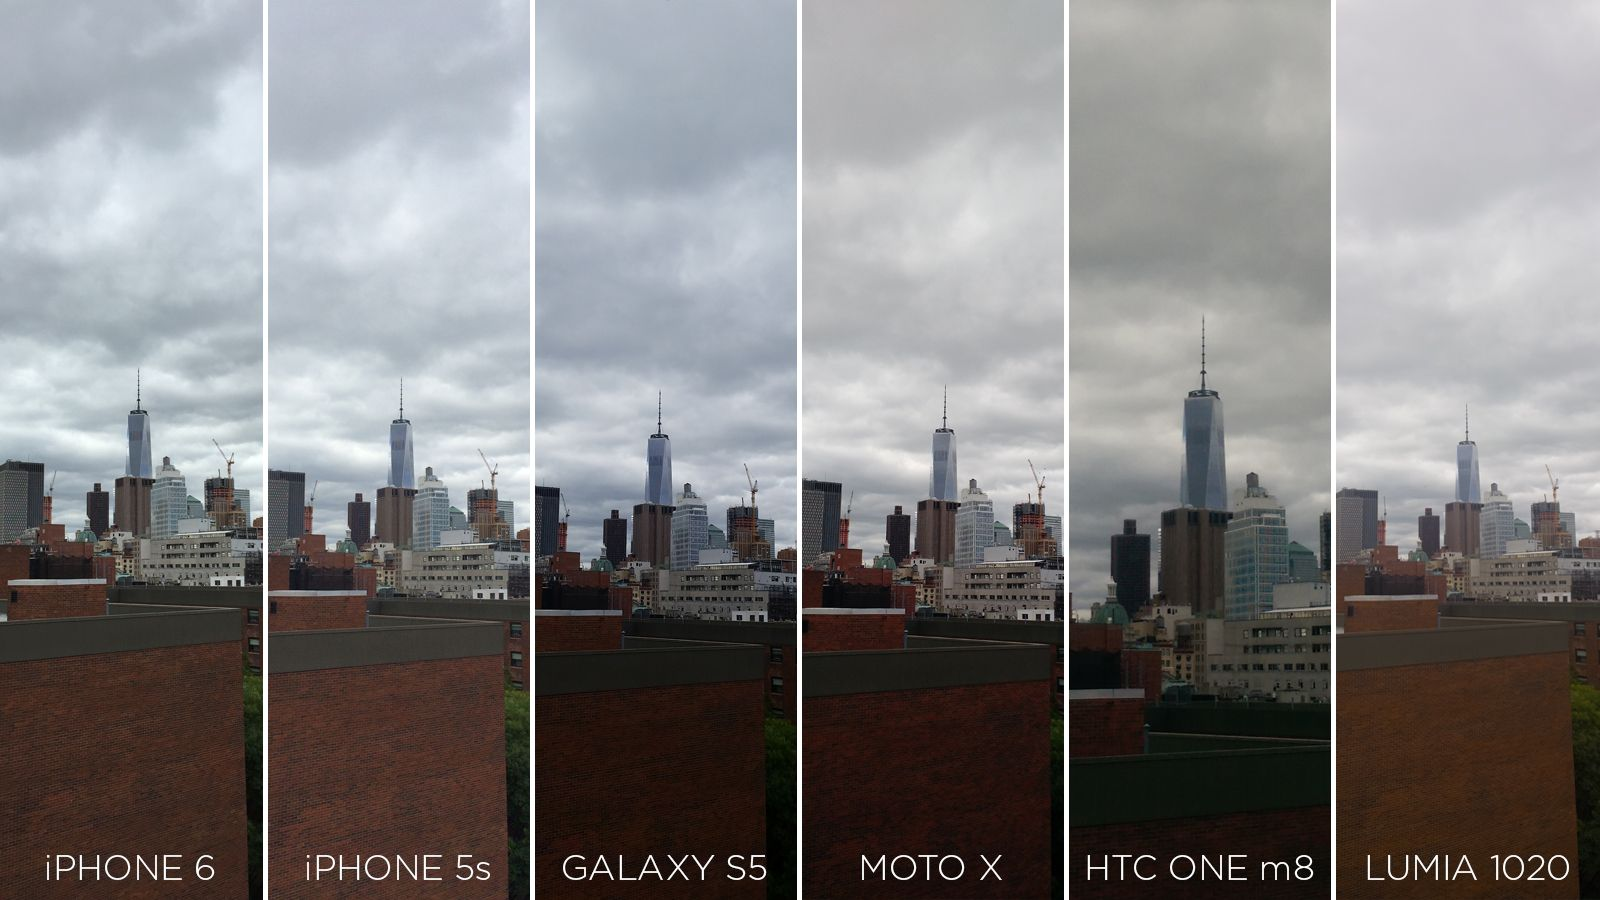 iPHONE 6
iPHONE 5s
GALAXY S5
MOTO X
HTC ONE m8
LUMIA 1020